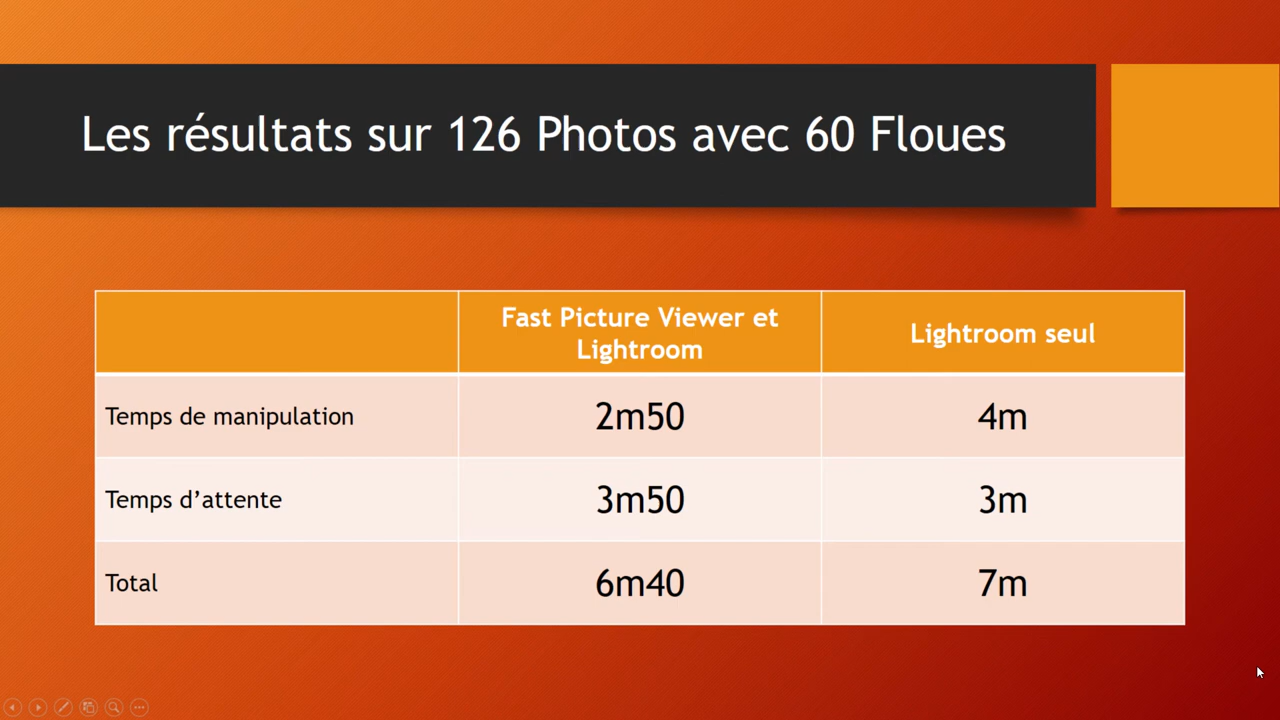 Les résultats sur 126 Photos avec 60 Floues
Fast Picture Viewer et
Lightroom
Lightroom seul
Temps de manipulation
2m50
4m
Temps d’attente
3m50
3m
Total
6m40
7m